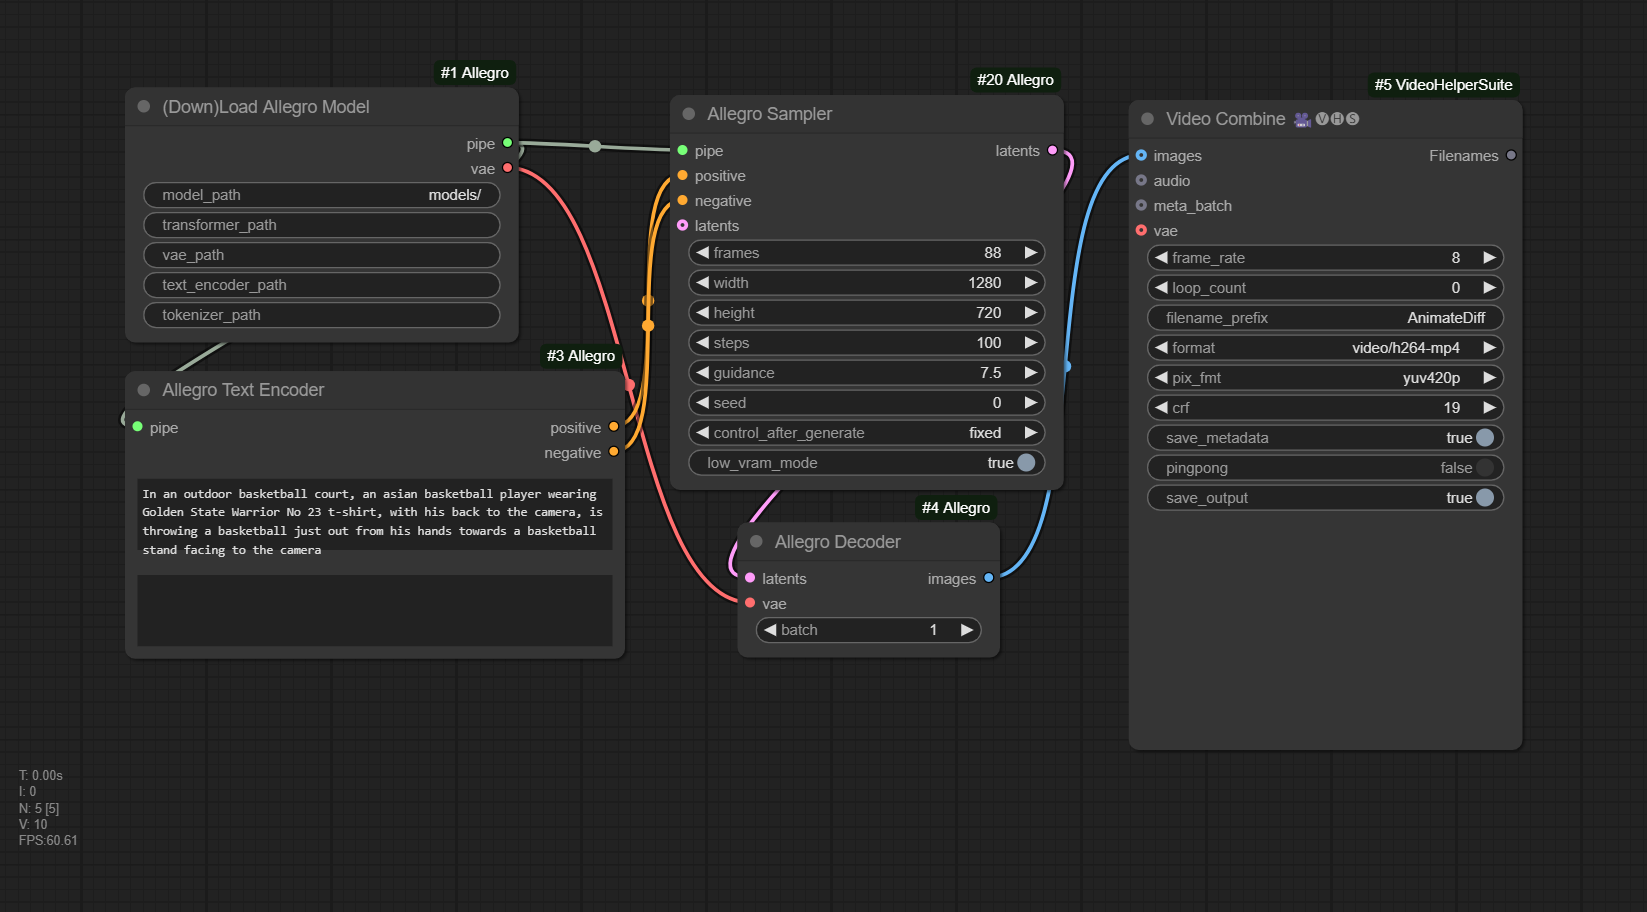 #1 Allegro
(Down)Load Allegro Model
pipe
vae
model_path models/
transformer_path
vae_path
text_encoder_path
tokenizer_path
#3 Allegro
Allegro Text Encoder
pipe positive
negative
In an outdoor basketball court, an asian basketball player wearing
Golden State Warrior No 23 t-shirt, with his back to the camera, is
throwing a basketball just out from his hands towards a basketball
stand facing to the camera
#20 Allegro
Allegro Sampler
pipe latents
positive
negative
latents
frames 88
width 1280
height 720
steps 100
guidance 7.5
seed 0
control_after_generate fixed
low_vram_mode true
#4 Allegro
Allegro Decoder
latents images
vae
batch 1
#5 VideoHelperSuite
Video Combine 🎥🅥🅗🅢
images Filenames
audio
meta_batch
vae
frame_rate 8
loop_count 0
filename_prefix AnimateDiff
format video/h264-mp4
pix_fmt yuv420p
crf 19
save_metadata true
pingpong false
save_output true
T: 0.00s
I: 0
N: 5 [5]
V: 10
FPS:60.61